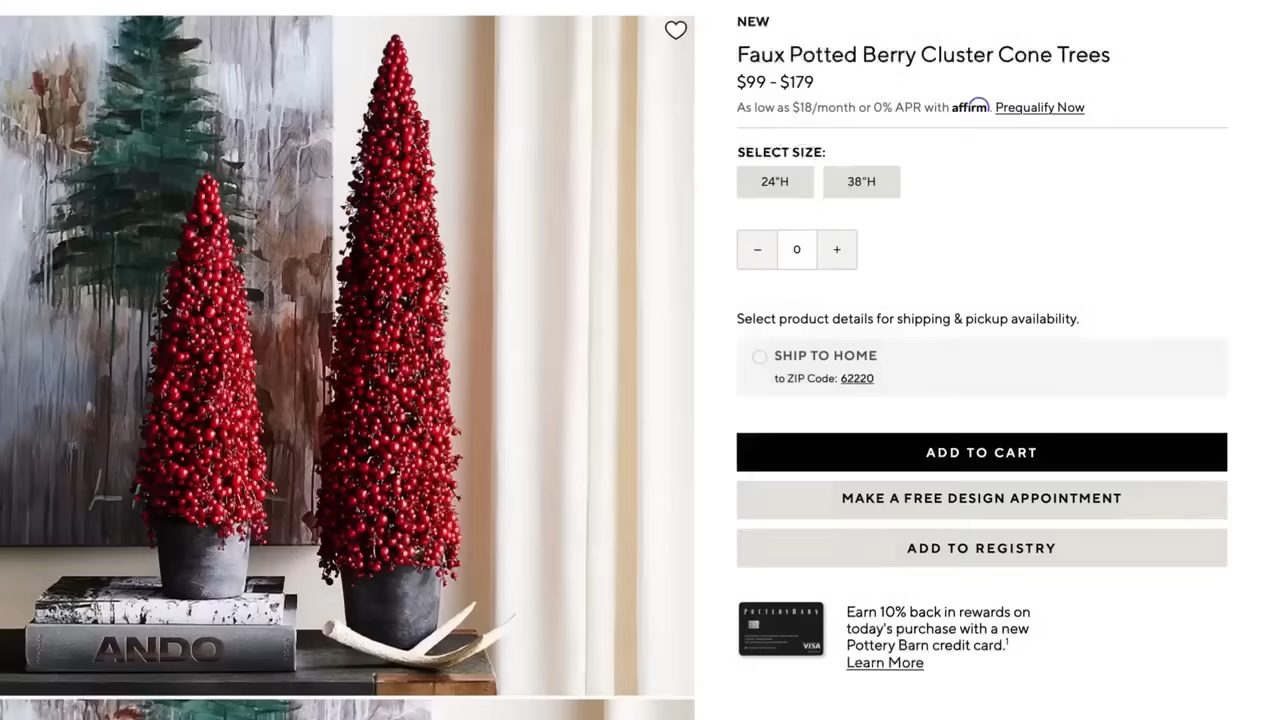 NEW
Faux Potted Berry Cluster Cone Trees
$99 - $179
As low as $18/month or 0% APR with affirm. Prequalify Now
SELECT SIZE:
24"H
38"H
− 0 +
Select product details for shipping & pickup availability.
SHIP TO HOME
to ZIP Code: 62220
ADD TO CART
MAKE A FREE DESIGN APPOINTMENT
ADD TO REGISTRY
POTTERY BARN
VISA
Earn 10% back in rewards on
today's purchase with a new
Pottery Barn credit card.1
Learn More
ANDO